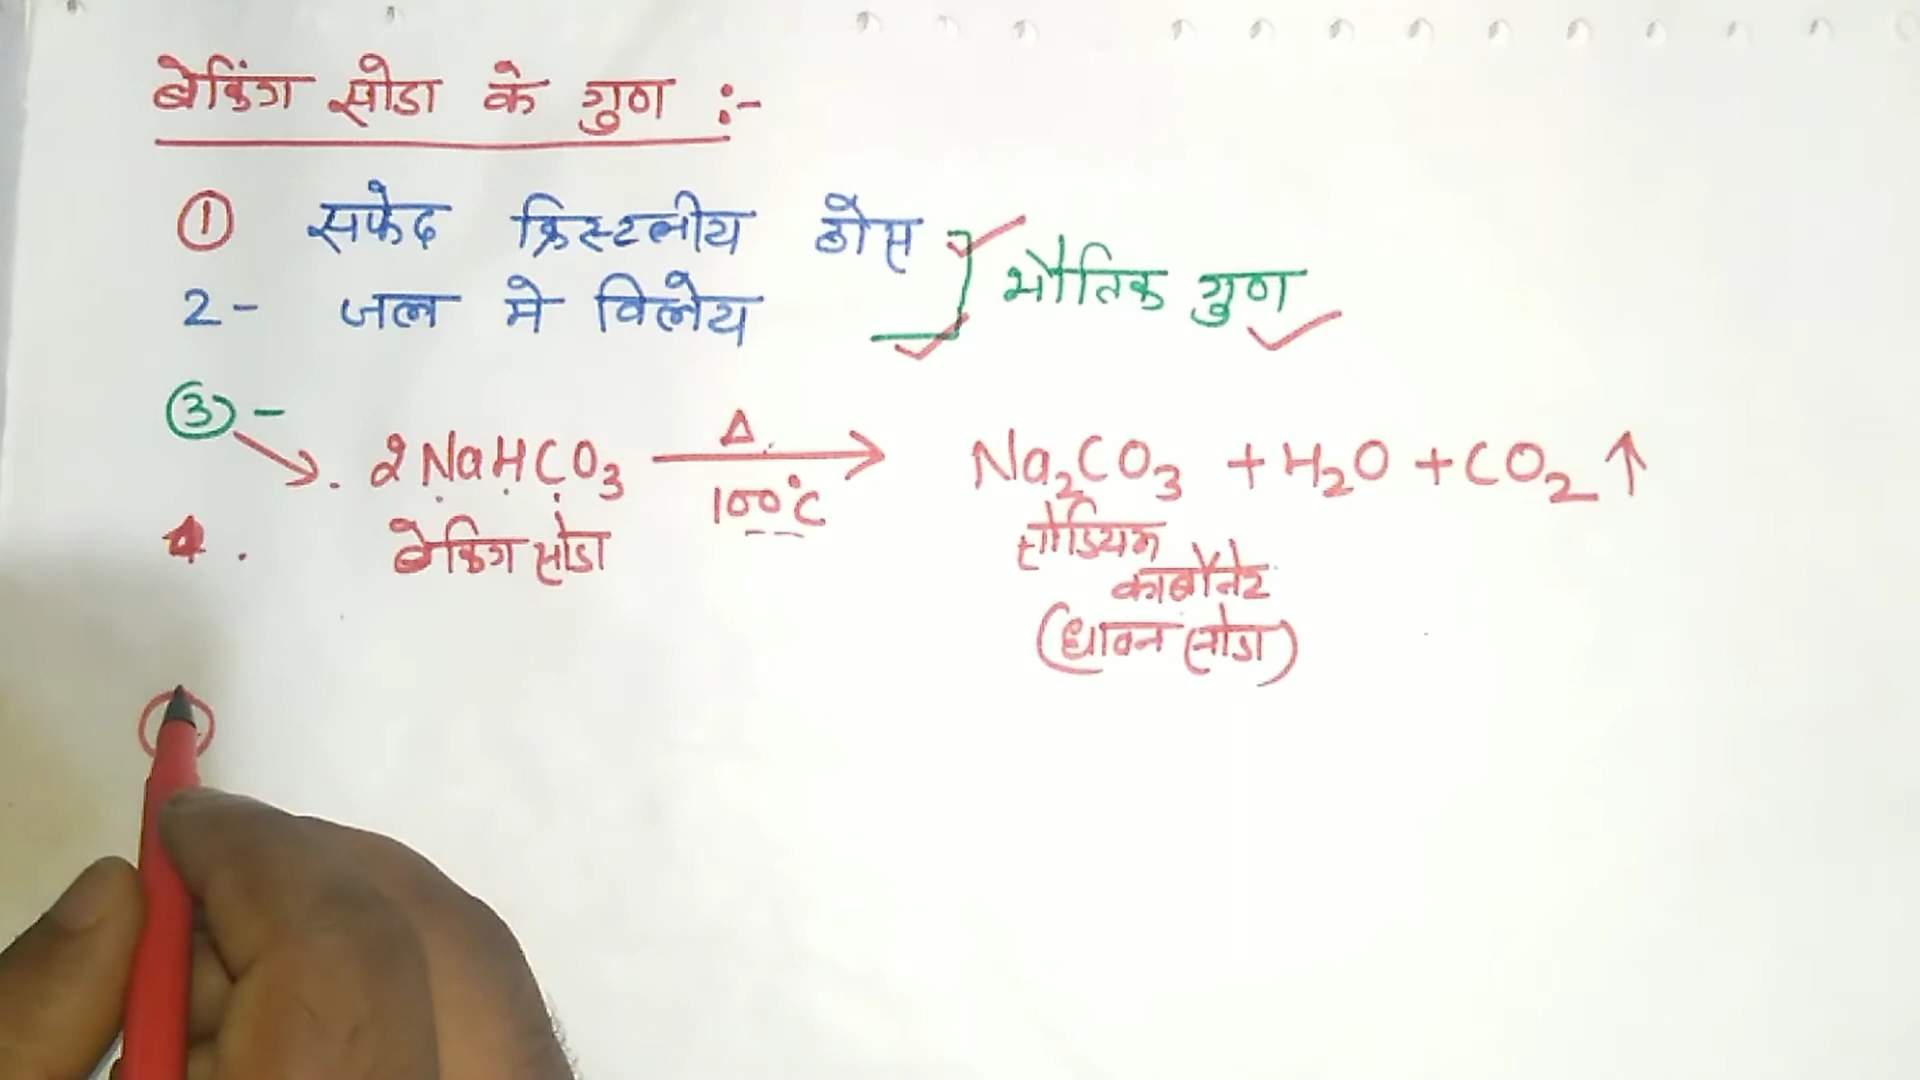 बेकिंग सोडा के गुण :-
① सफेद क्रिस्टलीय ठोस
2- जल मे विलेय
भौतिक गुण
③ -
2NaHCO₃ →Δ 100°C Na₂CO₃ + H₂O + CO₂ ↑
बेकिंग सोडा
सोडियम
कार्बोनेट
(धावन सोडा)